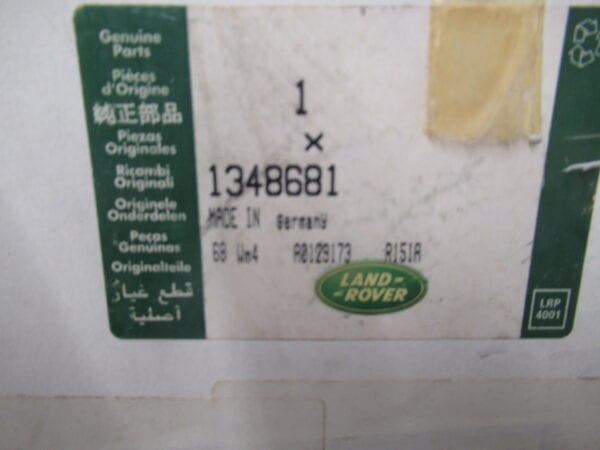 Genuine
Parts
Pièces
d'Origine
純正部品
Piezas
Originales
Ricambi
Originali
Originele
Onderdelen
Peças
Genuinas
Originalteile
قطع غيار
أصلية
1
×
1348681
MADE IN Germany
68 Wm4 A0129173 A151A
LAND-
-ROVER
LRP
4001